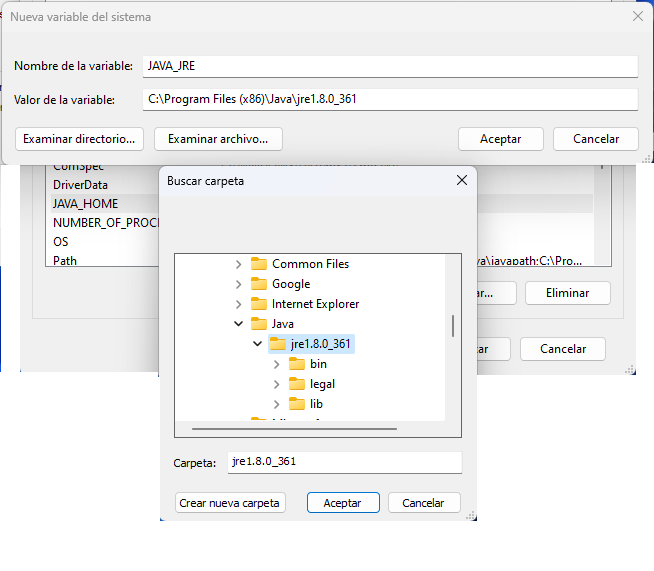 Nueva variable del sistema
Nombre de la variable: JAVA_JRE
Valor de la variable: C:\Program Files (x86)\Java\jre1.8.0_361
Examinar directorio... Examinar archivo... Aceptar Cancelar
ComSpec
DriverData
JAVA_HOME
NUMBER_OF_PROCE
OS
Path va\javapath;C:\Pro...
ar... Eliminar
tar Cancelar
Buscar carpeta
Common Files
Google
Internet Explorer
Java
jre1.8.0_361
bin
legal
lib
Carpeta: jre1.8.0_361
Crear nueva carpeta Aceptar Cancelar